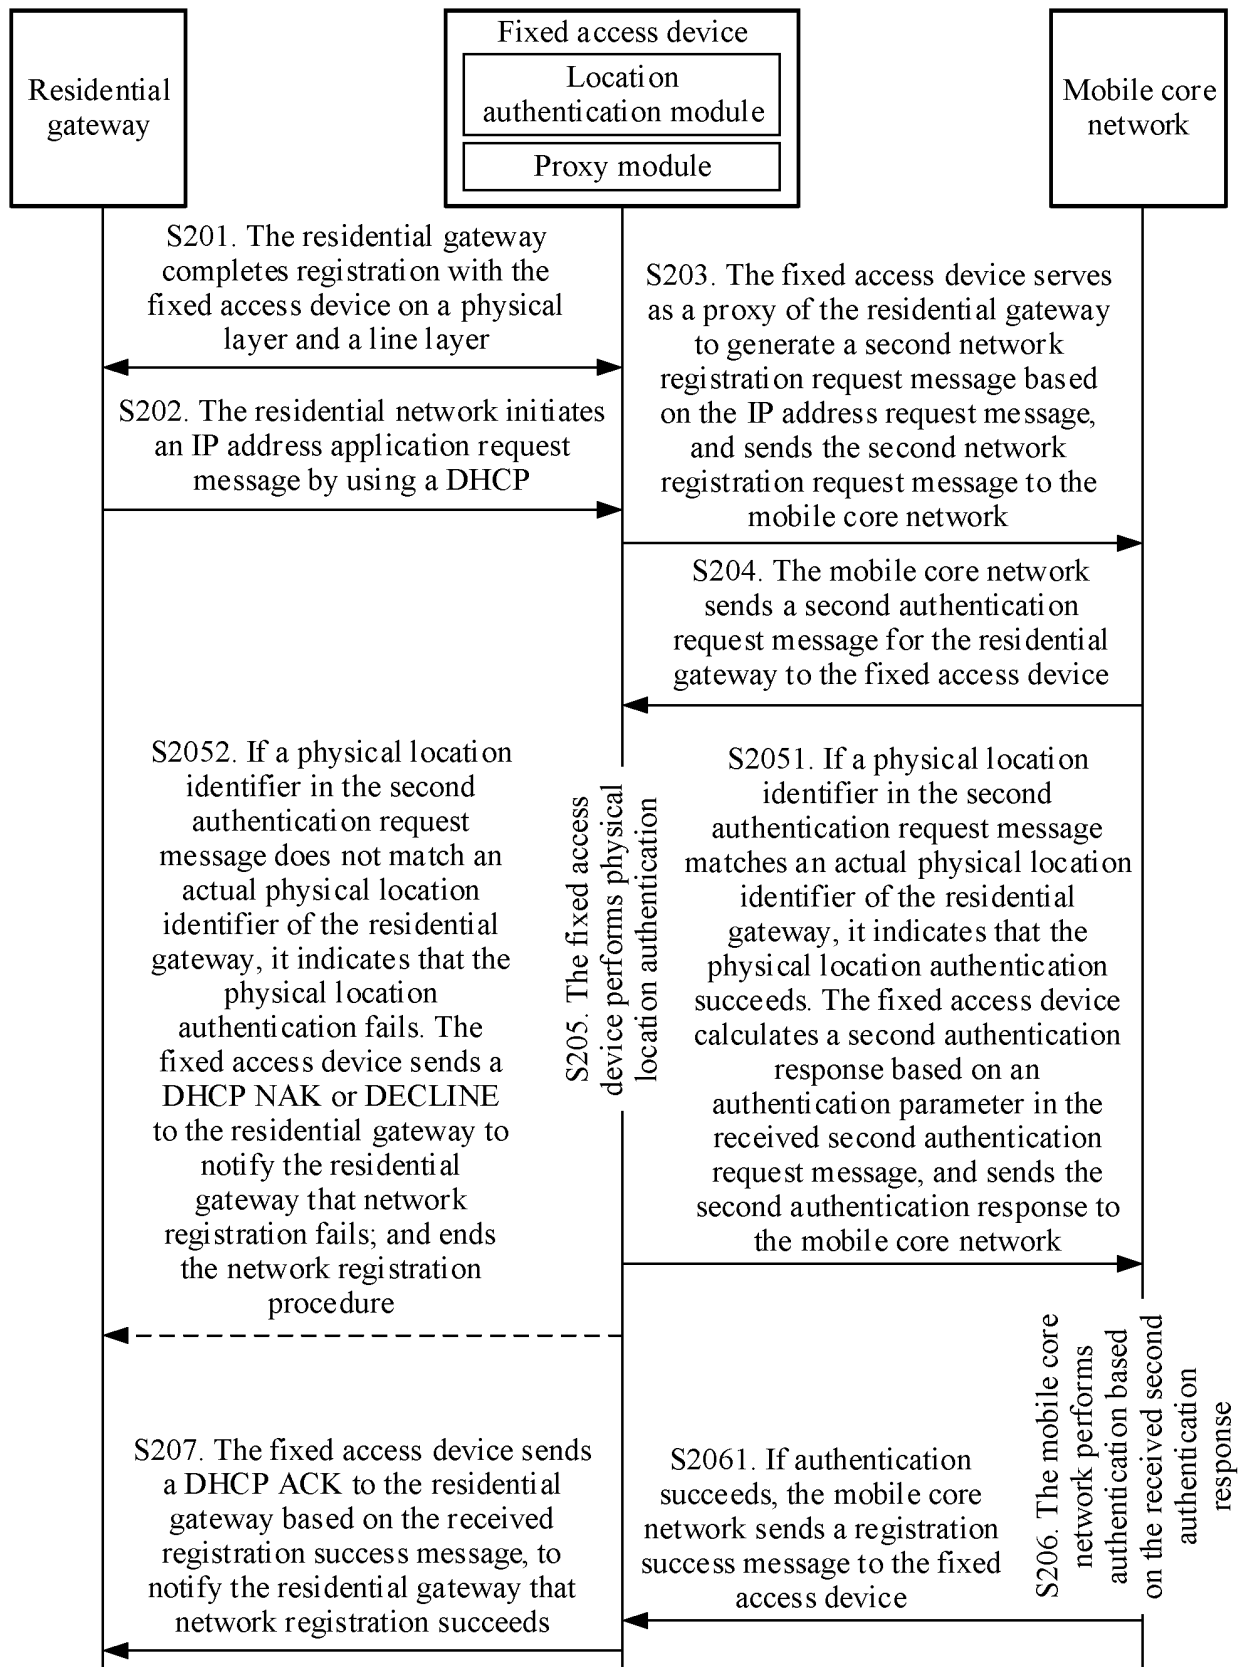 Residential
gateway
Fixed access device
Location
authentication module
Proxy module
Mobile core
network
S201. The residential gateway
completes registration with the
fixed access device on a physical
layer and a line layer
S202. The residential network initiates
an IP address application request
message by using a DHCP
S203. The fixed access device serves
as a proxy of the residential gateway
to generate a second network
registration request message based
on the IP address request message,
and sends the second network
registration request message to the
mobile core network
S204. The mobile core network
sends a second authentication
request message for the residential
gateway to the fixed access device
S205. The fixed access
device performs physical
location authentication
S2052. If a physical location
identifier in the second
authentication request
message does not match an
actual physical location
identifier of the residential
gateway, it indicates that the
physical location
authentication fails. The
fixed access device sends a
DHCP NAK or DECLINE
to the residential gateway to
notify the residential
gateway that network
registration fails; and ends
the network registration
procedure
S2051. If a physical location
identifier in the second
authentication request message
matches an actual physical location
identifier of the residential
gateway, it indicates that the
physical location authentication
succeeds. The fixed access device
calculates a second authentication
response based on an
authentication parameter in the
received second authentication
request message, and sends the
second authentication response to
the mobile core network
S206. The mobile core
network performs
authentication based
on the received second
authentication
response
S2061. If authentication
succeeds, the mobile core
network sends a registration
success message to the fixed
access device
S207. The fixed access device sends
a DHCP ACK to the residential
gateway based on the received
registration success message, to
notify the residential gateway that
network registration succeeds